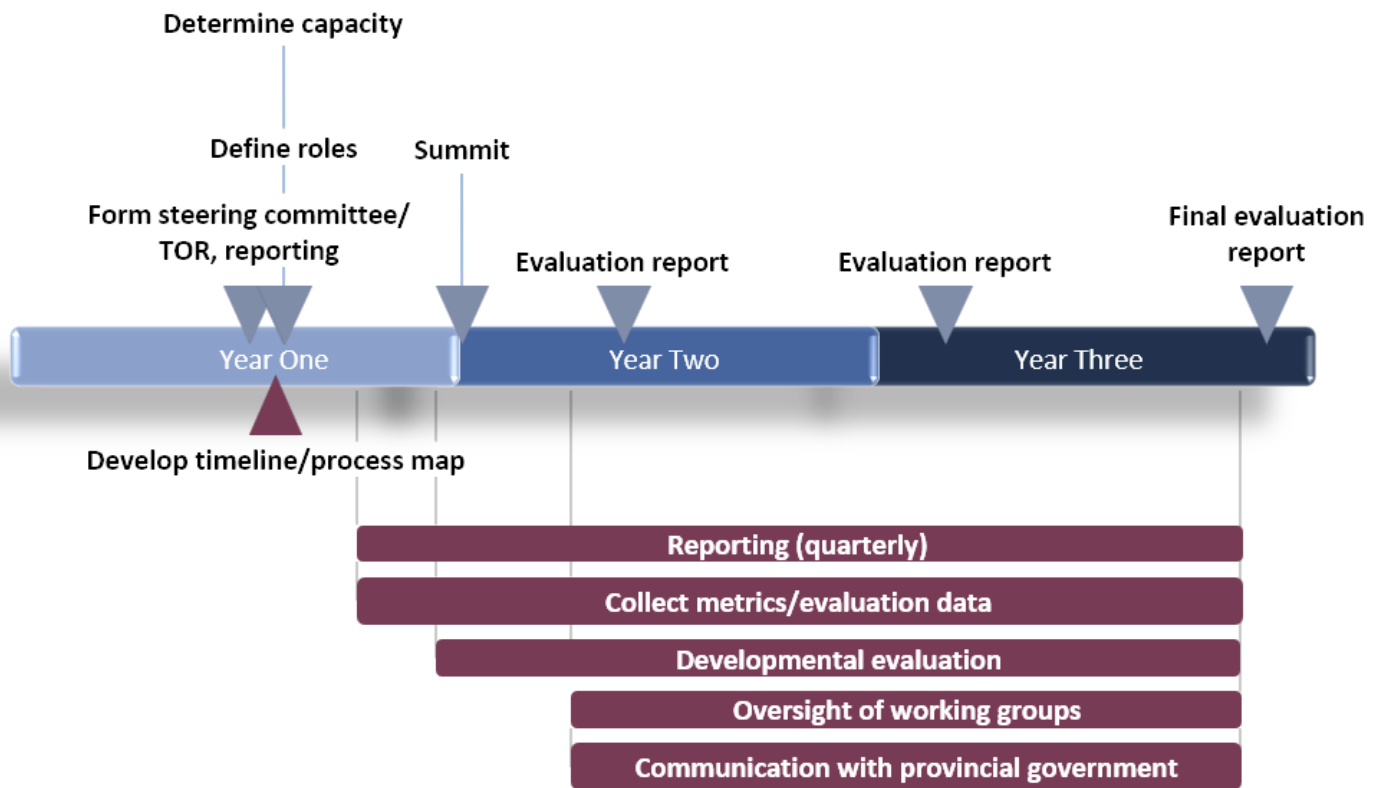 Determine capacity
Define roles
Summit
Form steering committee/
TOR, reporting
Evaluation report
Evaluation report
Final evaluation
report
Year One
Year Two
Year Three
Develop timeline/process map
Reporting (quarterly)
Collect metrics/evaluation data
Developmental evaluation
Oversight of working groups
Communication with provincial government